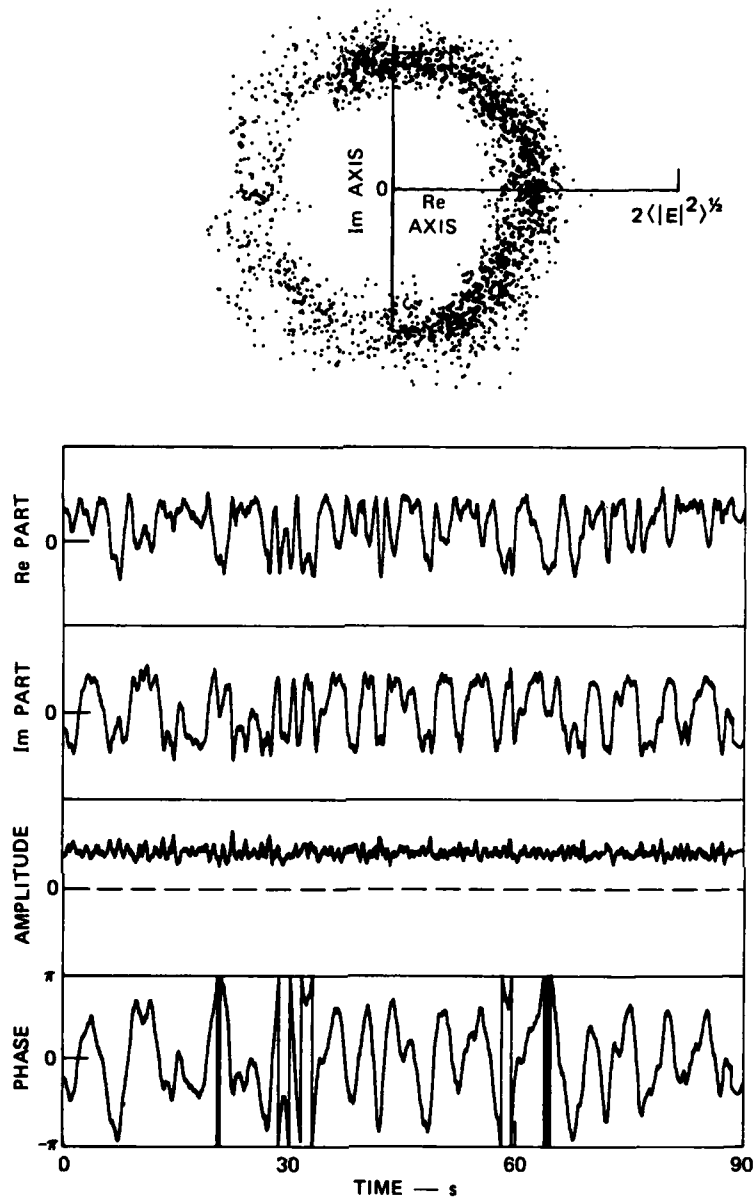 Im AXIS
0
Re
AXIS
2⟨|E|²⟩^½
Re PART
0
Im PART
0
AMPLITUDE
0
PHASE
π
0
-π
0 30 60 90
TIME — s